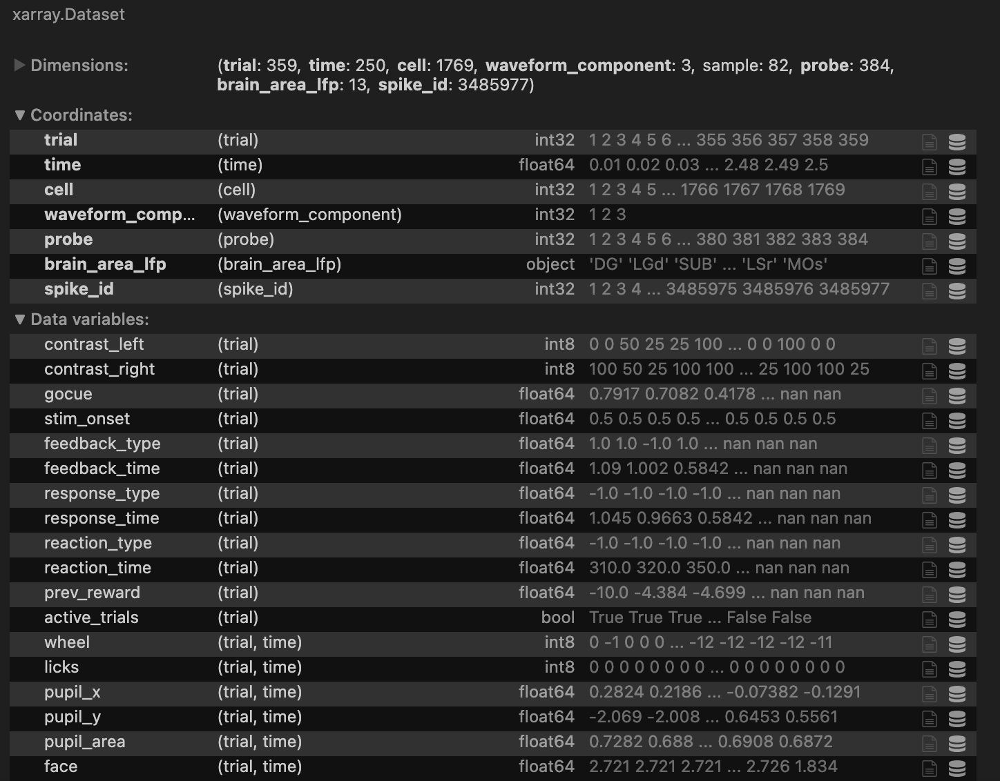 xarray.Dataset
▶ Dimensions: (trial: 359, time: 250, cell: 1769, waveform_component: 3, sample: 82, probe: 384,
brain_area_lfp: 13, spike_id: 3485977)
▼ Coordinates:
trial (trial) int32 1 2 3 4 5 6 ... 355 356 357 358 359
time (time) float64 0.01 0.02 0.03 ... 2.48 2.49 2.5
cell (cell) int32 1 2 3 4 5 ... 1766 1767 1768 1769
waveform_comp... (waveform_component) int32 1 2 3
probe (probe) int32 1 2 3 4 5 6 ... 380 381 382 383 384
brain_area_lfp (brain_area_lfp) object 'DG' 'LGd' 'SUB' ... 'LSr' 'MOs'
spike_id (spike_id) int32 1 2 3 4 ... 3485975 3485976 3485977
▼ Data variables:
contrast_left (trial) int8 0 0 50 25 25 100 ... 0 0 100 0 0
contrast_right (trial) int8 100 50 25 100 100 ... 25 100 100 25
gocue (trial) float64 0.7917 0.7082 0.4178 ... nan nan
stim_onset (trial) float64 0.5 0.5 0.5 0.5 ... 0.5 0.5 0.5 0.5
feedback_type (trial) float64 1.0 1.0 -1.0 1.0 ... nan nan nan
feedback_time (trial) float64 1.09 1.002 0.5842 ... nan nan nan
response_type (trial) float64 -1.0 -1.0 -1.0 -1.0 ... nan nan nan
response_time (trial) float64 1.045 0.9663 0.5842 ... nan nan nan
reaction_type (trial) float64 -1.0 -1.0 -1.0 -1.0 ... nan nan nan
reaction_time (trial) float64 310.0 320.0 350.0 ... nan nan nan
prev_reward (trial) float64 -10.0 -4.384 -4.699 ... nan nan nan
active_trials (trial) bool True True True ... False False
wheel (trial, time) int8 0 -1 0 0 0 ... -12 -12 -12 -12 -11
licks (trial, time) int8 0 0 0 0 0 0 0 0 ... 0 0 0 0 0 0 0 0
pupil_x (trial, time) float64 0.2824 0.2186 ... -0.07382 -0.1291
pupil_y (trial, time) float64 -2.069 -2.008 ... 0.6453 0.5561
pupil_area (trial, time) float64 0.7282 0.688 ... 0.6908 0.6872
face (trial, time) float64 2.721 2.721 2.721 ... 2.726 1.834